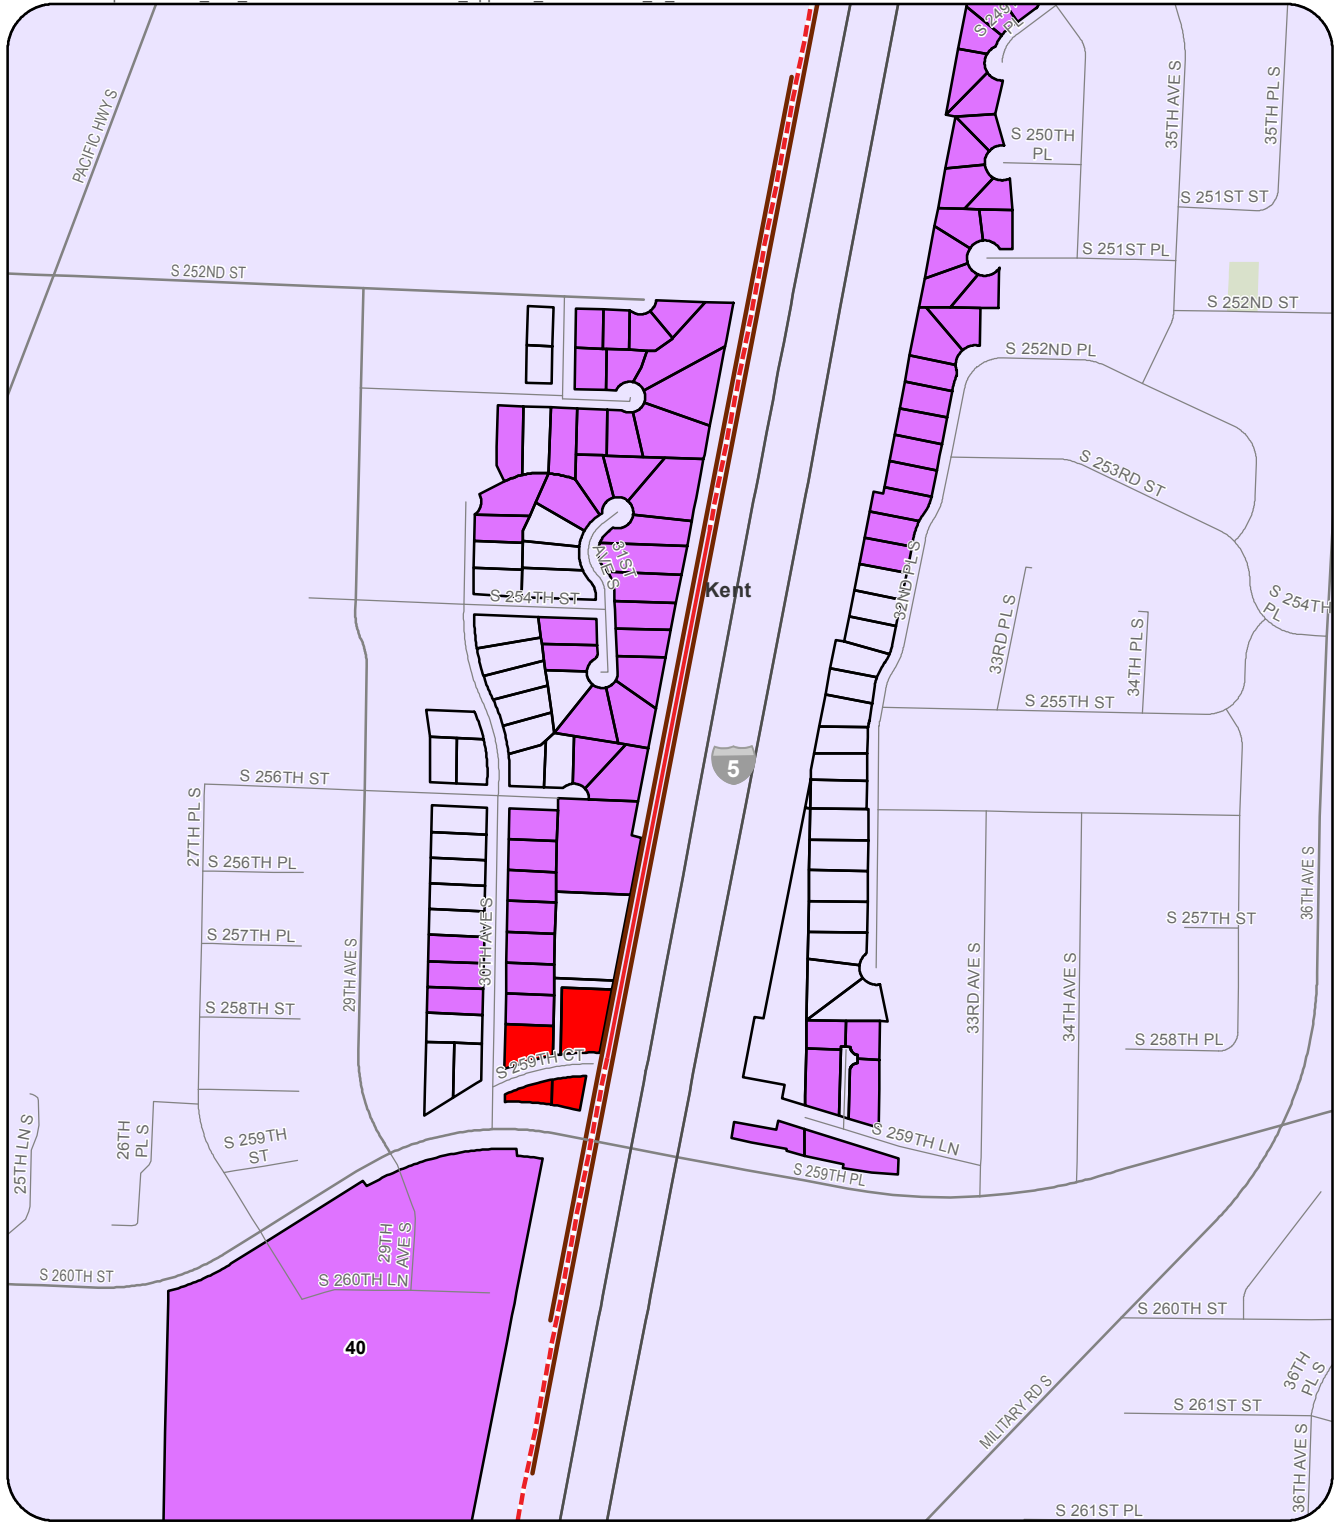 S 249
PL
PACIFIC HWY S
35TH AVE S
35TH PL S
S 250TH
PL
S 251ST ST
S 251ST PL
S 252ND ST
S 252ND ST
S 252ND PL
S 253RD ST
31ST
AVE S
32ND PL S
Kent
S 254TH ST
S 254TH
PL
33RD PL S
34TH PL S
S 255TH ST
5
S 256TH ST
27TH PL S
S 256TH PL
36TH AVE S
30TH AVE S
S 257TH ST
S 257TH PL
29TH AVE S
33RD AVE S
34TH AVE S
S 258TH ST
S 258TH PL
S 259TH CT
25TH LN S
26TH
PL S
S 259TH
ST
S 259TH LN
S 259TH PL
29TH
AVE S
S 260TH ST
S 260TH LN
S 260TH ST
40
36TH
PL S
MILITARY RD S
S 261ST ST
36TH AVE S
S 261ST PL